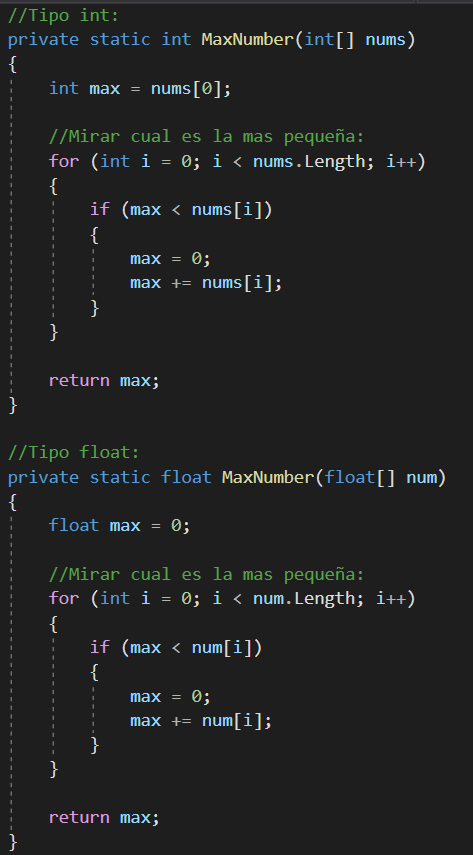 //Tipo int:
private static int MaxNumber(int[] nums)
{
    int max = nums[0];
    //Mirar cual es la mas pequeña:
    for (int i = 0; i < nums.Length; i++)
    {
        if (max < nums[i])
        {
            max = 0;
            max += nums[i];
        }
    }
    return max;
}
//Tipo float:
private static float MaxNumber(float[] num)
{
    float max = 0;
    //Mirar cual es la mas pequeña:
    for (int i = 0; i < num.Length; i++)
    {
        if (max < num[i])
        {
            max = 0;
            max += num[i];
        }
    }
    return max;
}